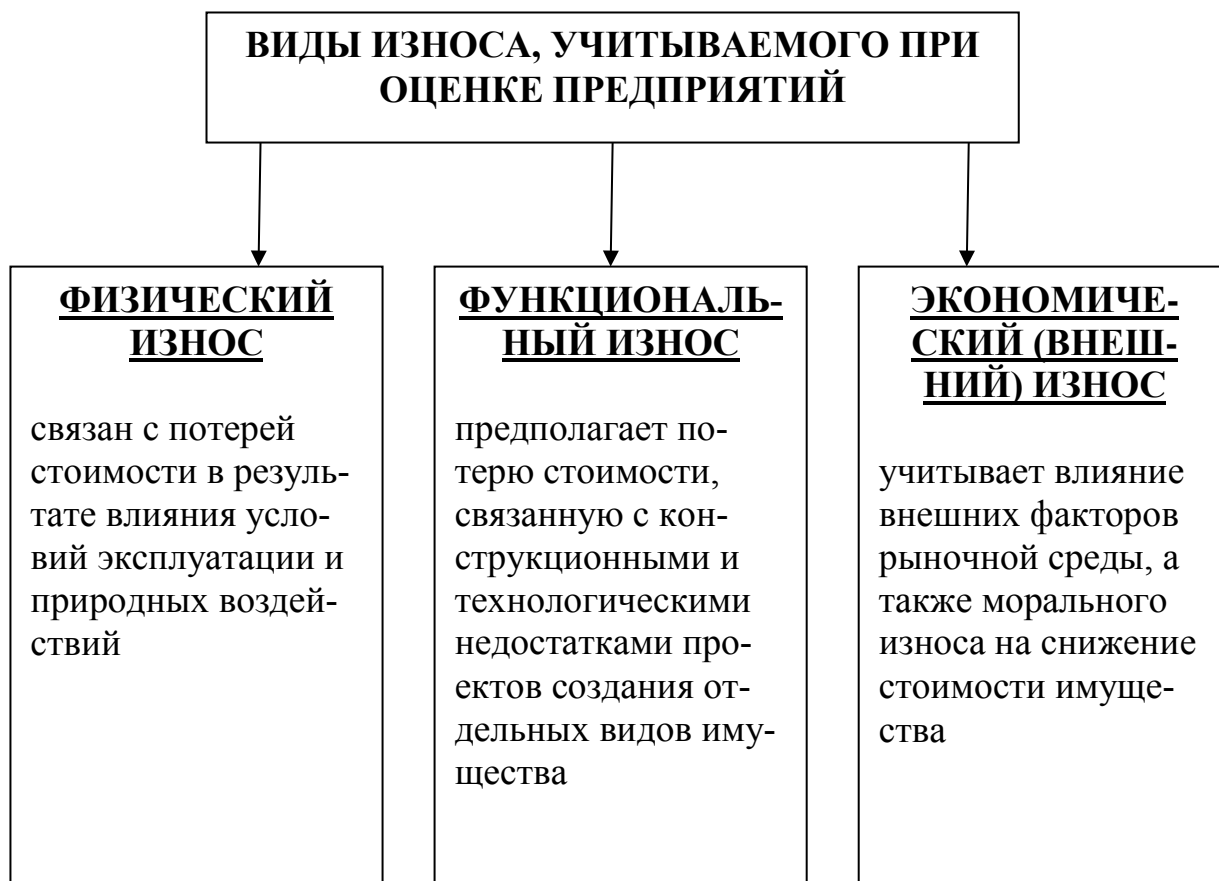 ВИДЫ ИЗНОСА, УЧИТЫВАЕМОГО ПРИ
ОЦЕНКЕ ПРЕДПРИЯТИЙ
ФИЗИЧЕСКИЙ
ИЗНОС
связан с потерей
стоимости в резуль-
тате влияния усло-
вий эксплуатации и
природных воздей-
ствий
ФУНКЦИОНАЛЬ-
НЫЙ ИЗНОС
предполагает по-
терю стоимости,
связанную с кон-
струкционными и
технологическими
недостатками про-
ектов создания от-
дельных видов иму-
щества
ЭКОНОМИЧЕ-
СКИЙ (ВНЕШ-
НИЙ) ИЗНОС
учитывает влияние
внешних факторов
рыночной среды, а
также морального
износа на снижение
стоимости имуще-
ства